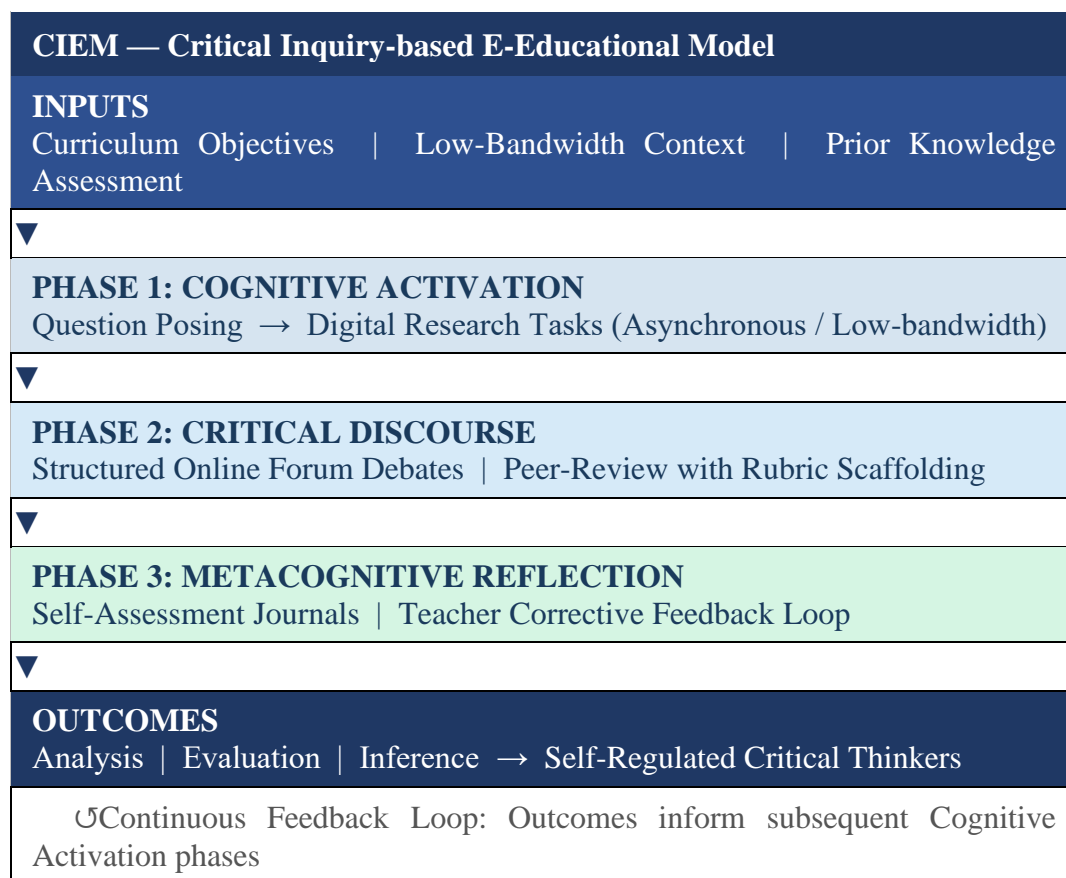 CIEM — Critical Inquiry-based E-Educational Model
INPUTS
Curriculum Objectives | Low-Bandwidth Context | Prior Knowledge
Assessment
▼
PHASE 1: COGNITIVE ACTIVATION
Question Posing → Digital Research Tasks (Asynchronous / Low-bandwidth)
▼
PHASE 2: CRITICAL DISCOURSE
Structured Online Forum Debates | Peer-Review with Rubric Scaffolding
▼
PHASE 3: METACOGNITIVE REFLECTION
Self-Assessment Journals | Teacher Corrective Feedback Loop
▼
OUTCOMES
Analysis | Evaluation | Inference → Self-Regulated Critical Thinkers
↺Continuous Feedback Loop: Outcomes inform subsequent Cognitive
Activation phases